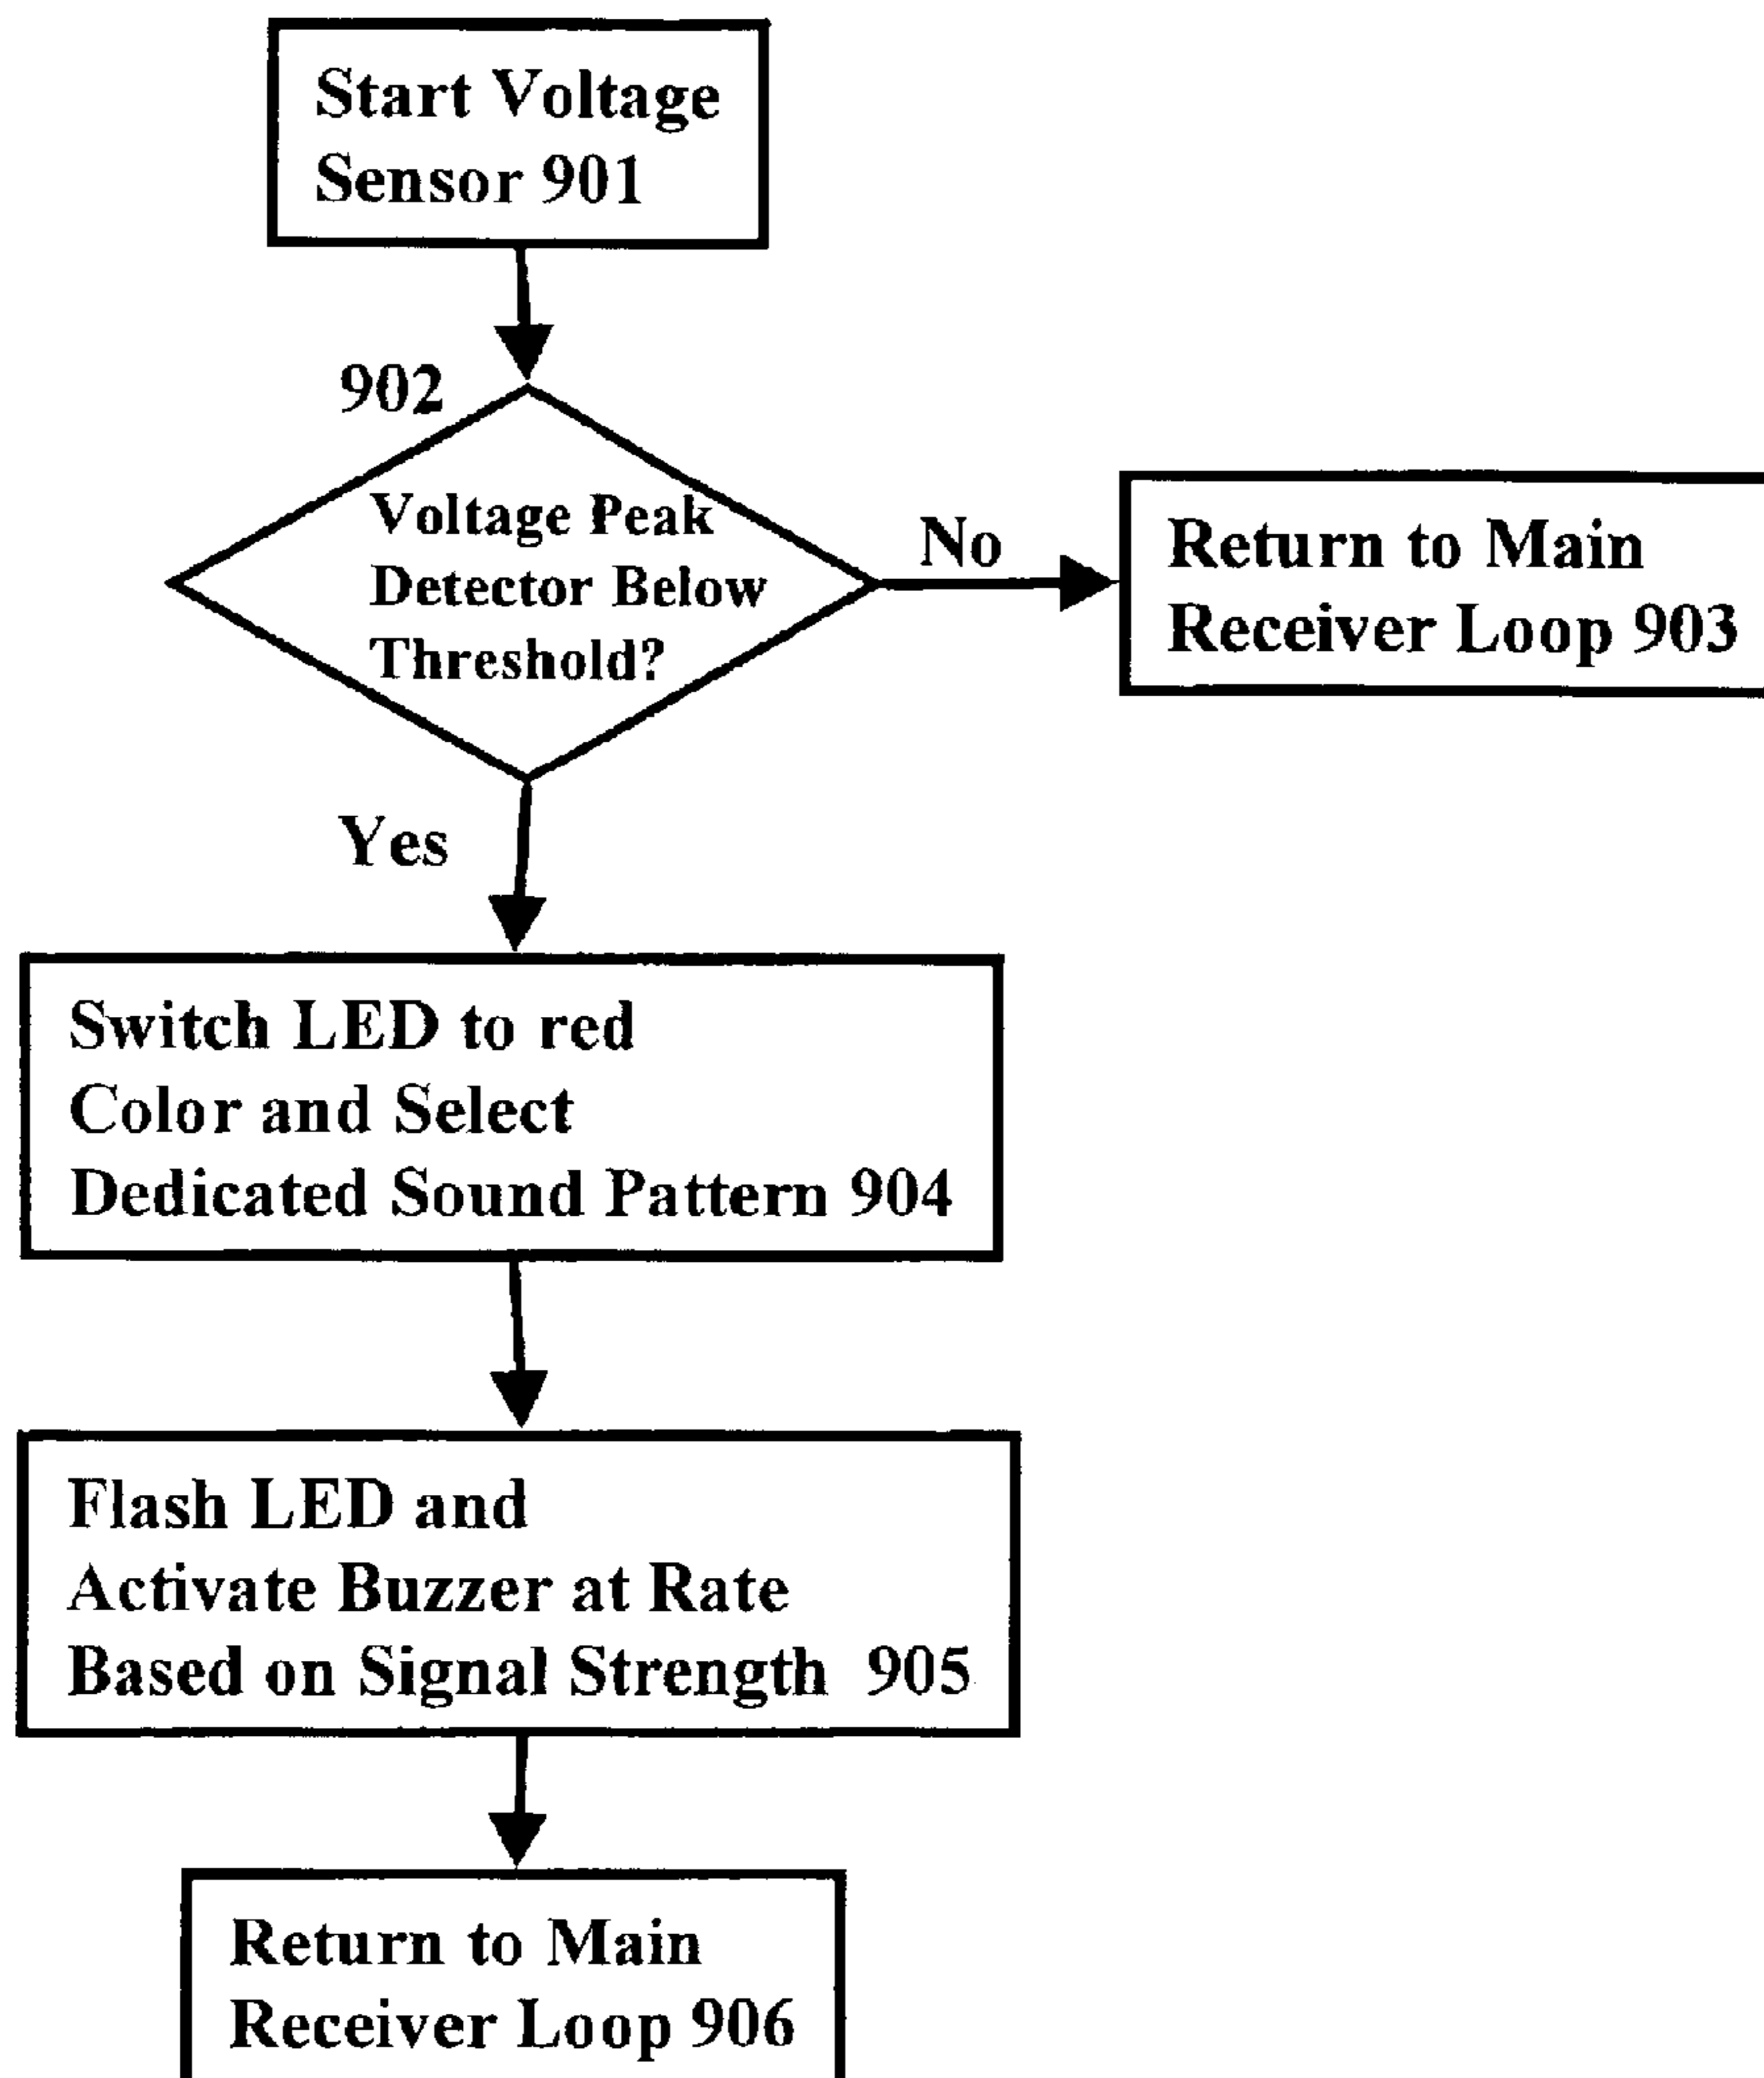 Start Voltage
Sensor 901
902
Voltage Peak
Detector Below
Threshold?
No
Return to Main
Receiver Loop 903
Yes
Switch LED to red
Color and Select
Dedicated Sound Pattern 904
Flash LED and
Activate Buzzer at Rate
Based on Signal Strength 905
Return to Main
Receiver Loop 906